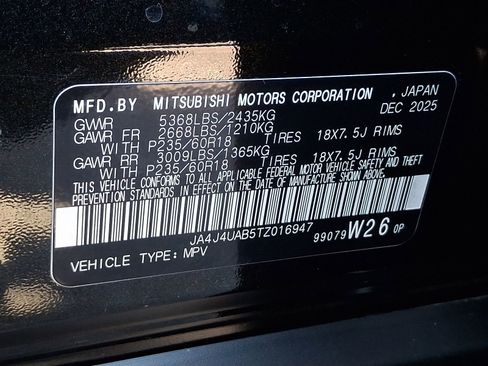 MFD.BY MITSUBISHI MOTORS CORPORATION , JAPAN
GVWR 5368LBS/2435KG DEC 2025
GAWR FR 2668LBS/1210KG
WITH P235/60R18 TIRES 18X7.5J RIMS
GAWR RR 3009LBS/1365KG
WITH P235/60R18 TIRES 18X7.5J RIMS
THIS VEHICLE CONFORMS TO ALL APPLICABLE FEDERAL MOTOR VEHICLE SAFETY AND THEFT
PREVENTION STANDARDS IN EFFECT ON THE DATE OF MANUFACTURE SHOWN ABOVE.
JA4J4UAB5TZ016947
99079 W26 0P
VEHICLE TYPE: MPV